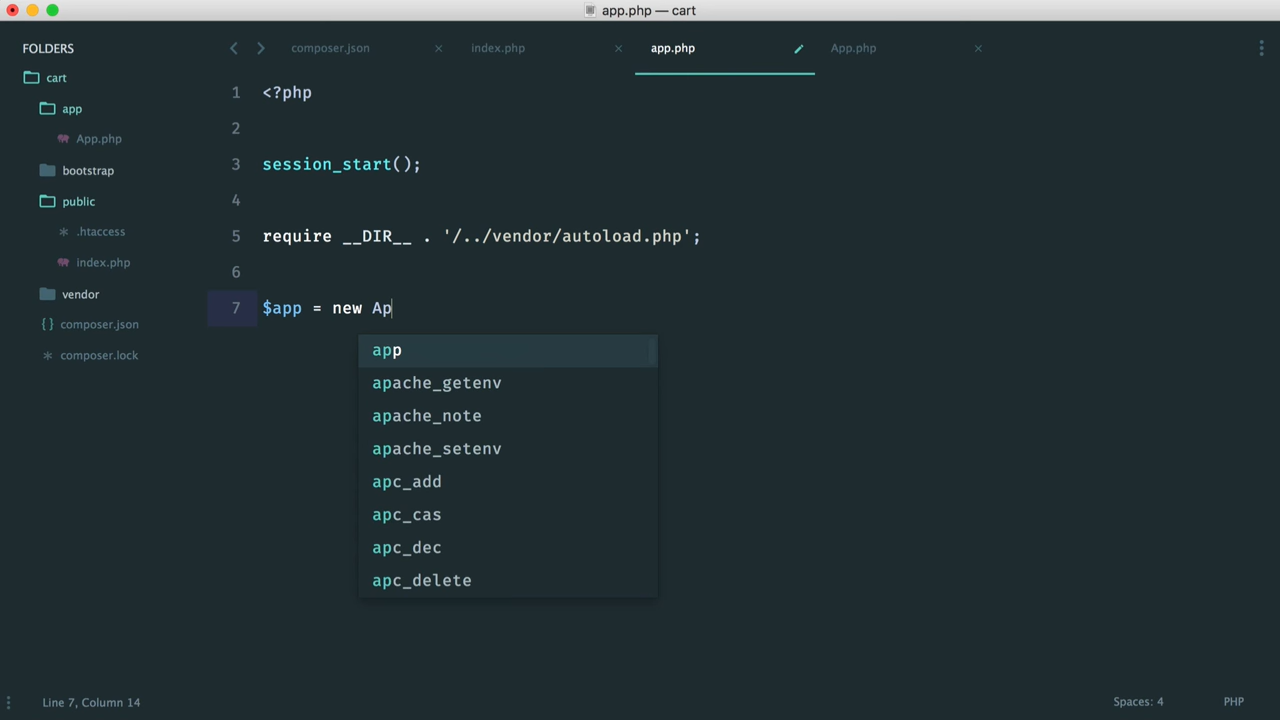 app.php — cart
FOLDERS
cart
app
App.php
bootstrap
public
.htaccess
index.php
vendor
composer.json
composer.lock
composer.json
index.php
app.php
App.php
1 <?php
2
3 session_start();
4
5 require __DIR__ . '/../vendor/autoload.php';
6
7 $app = new Ap
app
apache_getenv
apache_note
apache_setenv
apc_add
apc_cas
apc_dec
apc_delete
Line 7, Column 14
Spaces: 4
PHP